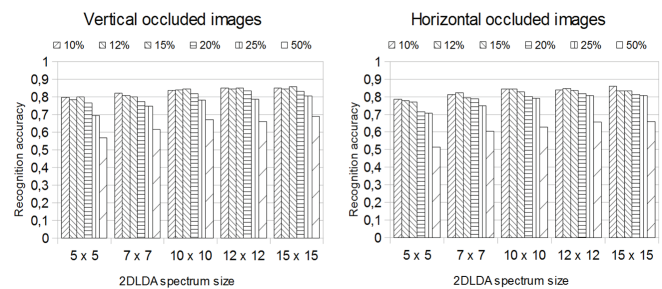 Vertical occluded images
10% 12% 15% 20% 25% 50%
1
0,9
0,8
0,7
0,6
0,5
0,4
0,3
0,2
0,1
0
Recognition accuracy
5 x 5 7 x 7 10 x 10 12 x 12 15 x 15
2DLDA spectrum size
Horizontal occluded images
10% 12% 15% 20% 25% 50%
1
0,9
0,8
0,7
0,6
0,5
0,4
0,3
0,2
0,1
0
Recognition accuracy
5 x 5 7 x 7 10 x 10 12 x 12 15 x 15
2DLDA spectrum size